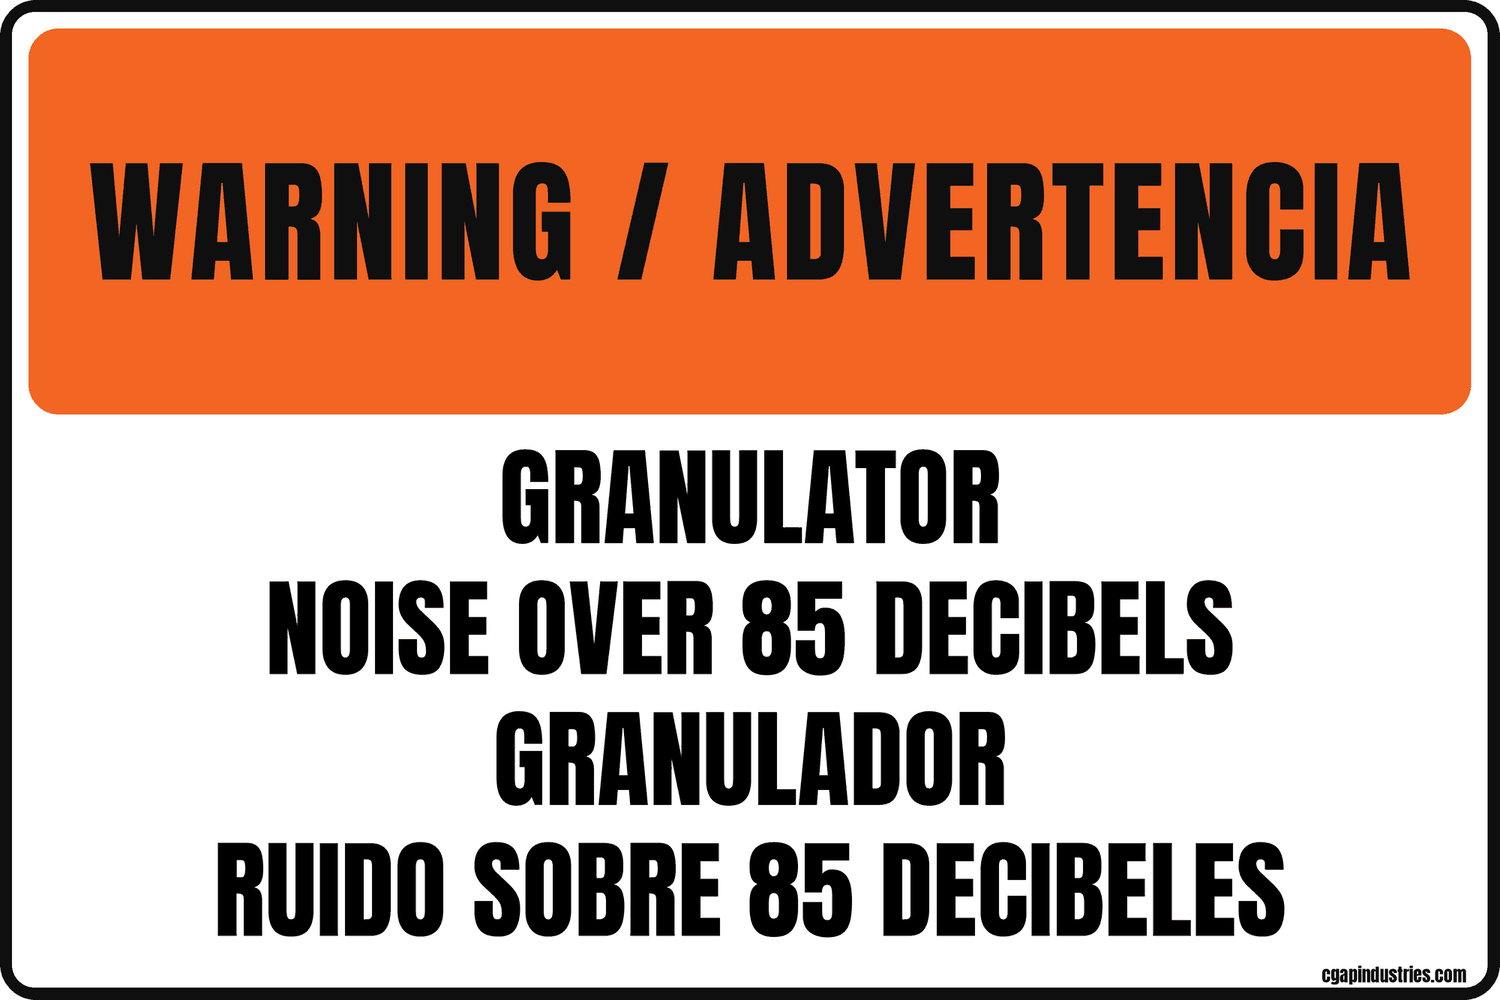 WARNING / ADVERTENCIA
GRANULATOR
NOISE OVER 85 DECIBELS
GRANULADOR
RUIDO SOBRE 85 DECIBELES
cgapindustries.com